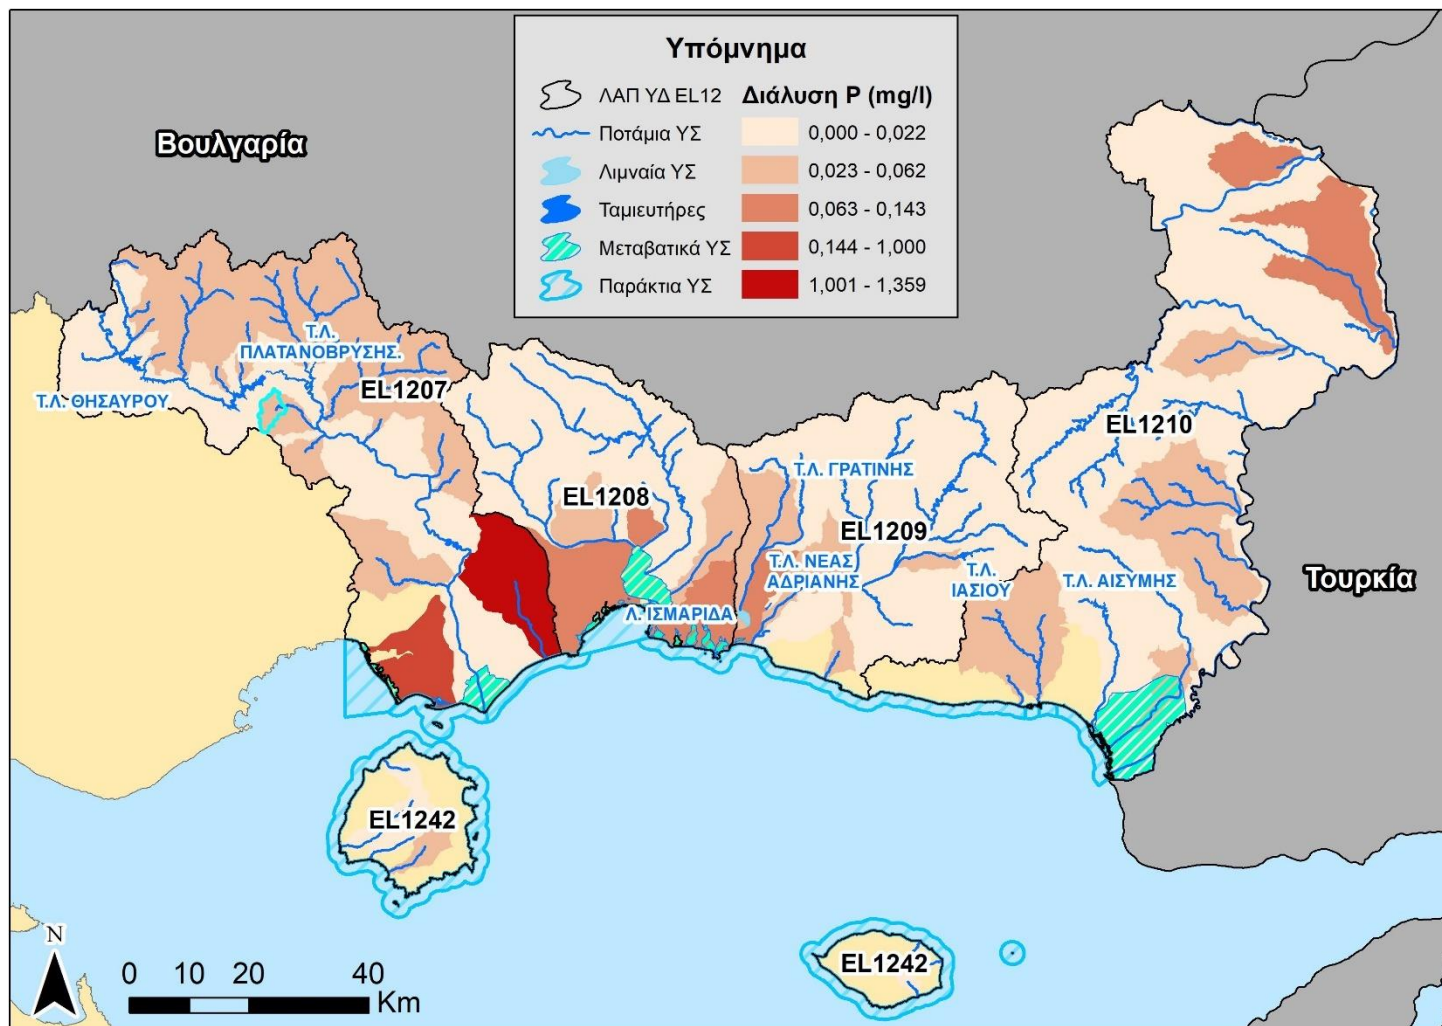 Υπόμνημα
ΛΑΠ ΥΔ EL12
Διάλυση P (mg/l)
Ποτάμια ΥΣ
0,000 - 0,022
Λιμναία ΥΣ
0,023 - 0,062
Ταμιευτήρες
0,063 - 0,143
Μεταβατικά ΥΣ
0,144 - 1,000
Παράκτια ΥΣ
1,001 - 1,359
Βουλγαρία
Τ.Λ.
ΠΛΑΤΑΝΟΒΡΥΣΗΣ.
Τ.Λ. ΘΗΣΑΥΡΟΥ
EL1207
EL1210
Τ.Λ. ΓΡΑΤΙΝΗΣ
EL1208
EL1209
Τ.Λ. ΝΕΑΣ
ΑΔΡΙΑΝΗΣ
Τ.Λ.
ΙΑΣΙΟΥ
Τ.Λ. ΑΙΣΥΜΗΣ
Τουρκία
Λ. ΙΣΜΑΡΙΔΑ
EL1242
EL1242
N
0 10 20 40
Km